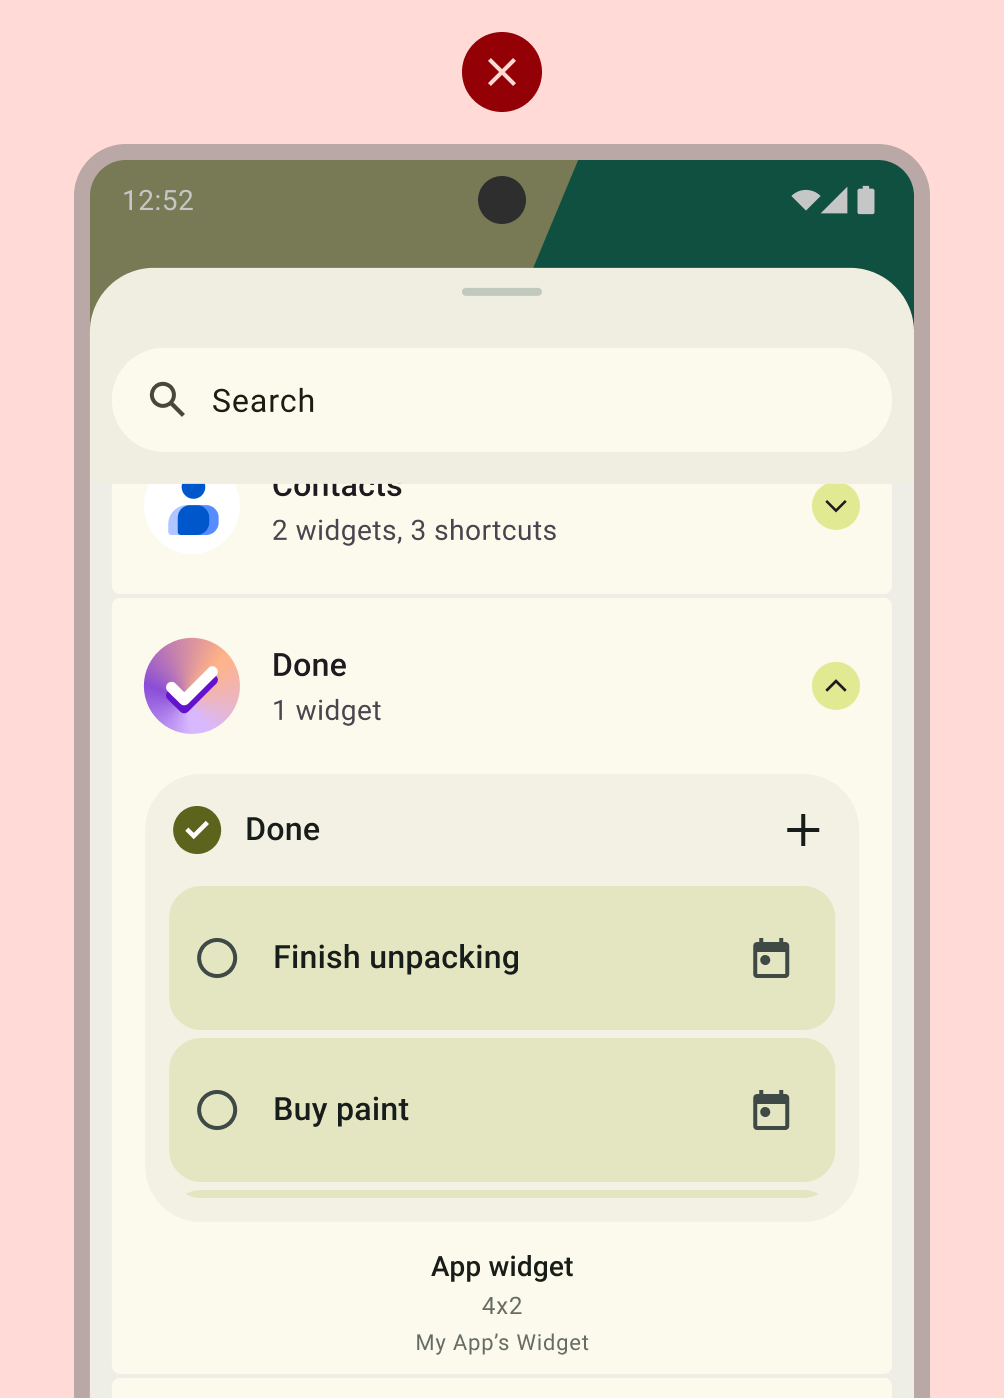 12:52
Search
Contacts
2 widgets, 3 shortcuts
Done
1 widget
Done
Finish unpacking
Buy paint
App widget
4x2
My App’s Widget